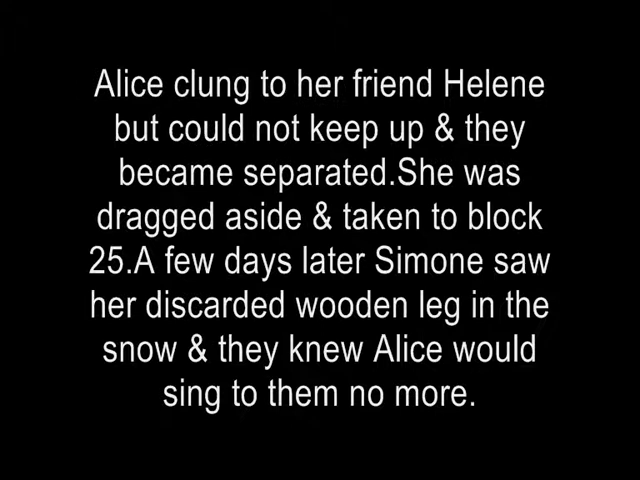 Alice clung to her friend Helene
but could not keep up & they
became separated.She was
dragged aside & taken to block
25.A few days later Simone saw
her discarded wooden leg in the
snow & they knew Alice would
sing to them no more.